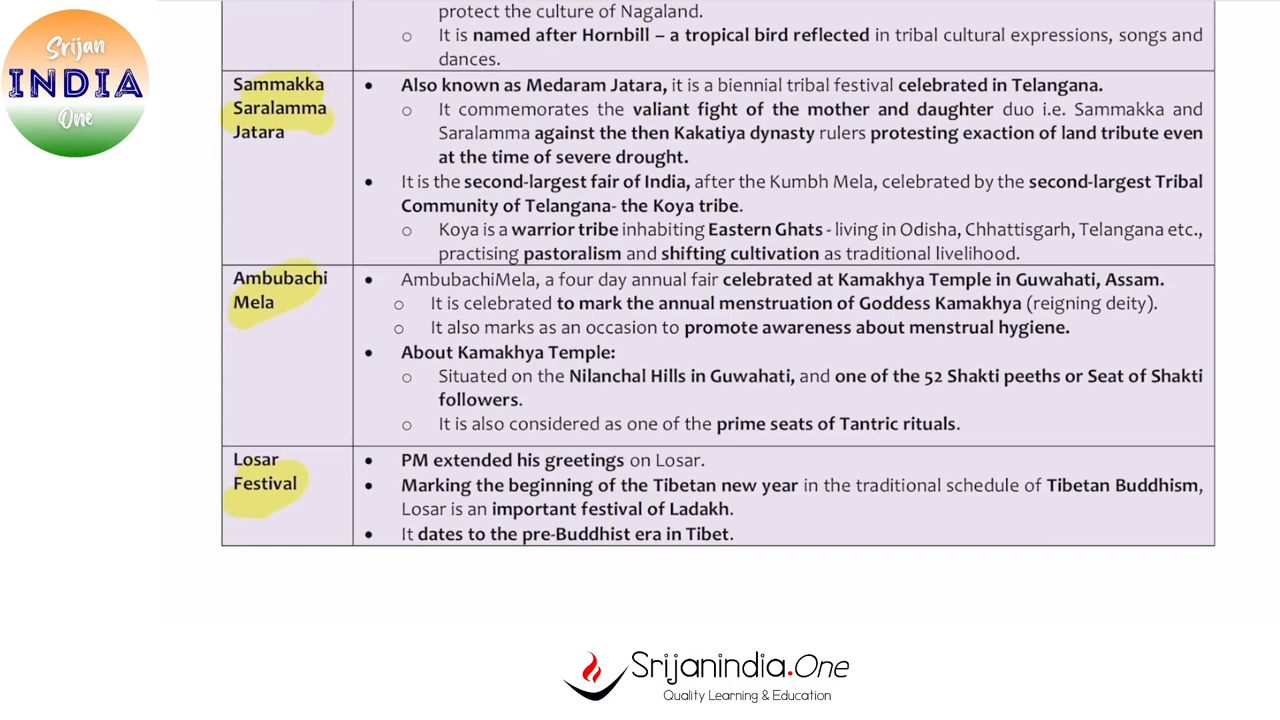 Srijan
INDIA
One
protect the culture of Nagaland.
o It is named after Hornbill – a tropical bird reflected in tribal cultural expressions, songs and
dances.
Sammakka
Saralamma
Jatara
• Also known as Medaram Jatara, it is a biennial tribal festival celebrated in Telangana.
o It commemorates the valiant fight of the mother and daughter duo i.e. Sammakka and
Saralamma against the then Kakatiya dynasty rulers protesting exaction of land tribute even
at the time of severe drought.
• It is the second-largest fair of India, after the Kumbh Mela, celebrated by the second-largest Tribal
Community of Telangana- the Koya tribe.
o Koya is a warrior tribe inhabiting Eastern Ghats - living in Odisha, Chhattisgarh, Telangana etc.,
practising pastoralism and shifting cultivation as traditional livelihood.
Ambubachi
Mela
• AmbubachiMela, a four day annual fair celebrated at Kamakhya Temple in Guwahati, Assam.
o It is celebrated to mark the annual menstruation of Goddess Kamakhya (reigning deity).
o It also marks as an occasion to promote awareness about menstrual hygiene.
• About Kamakhya Temple:
o Situated on the Nilanchal Hills in Guwahati, and one of the 52 Shakti peeths or Seat of Shakti
followers.
o It is also considered as one of the prime seats of Tantric rituals.
Losar
Festival
• PM extended his greetings on Losar.
• Marking the beginning of the Tibetan new year in the traditional schedule of Tibetan Buddhism,
Losar is an important festival of Ladakh.
• It dates to the pre-Buddhist era in Tibet.
Srijanindia.One
Quality Learning & Education